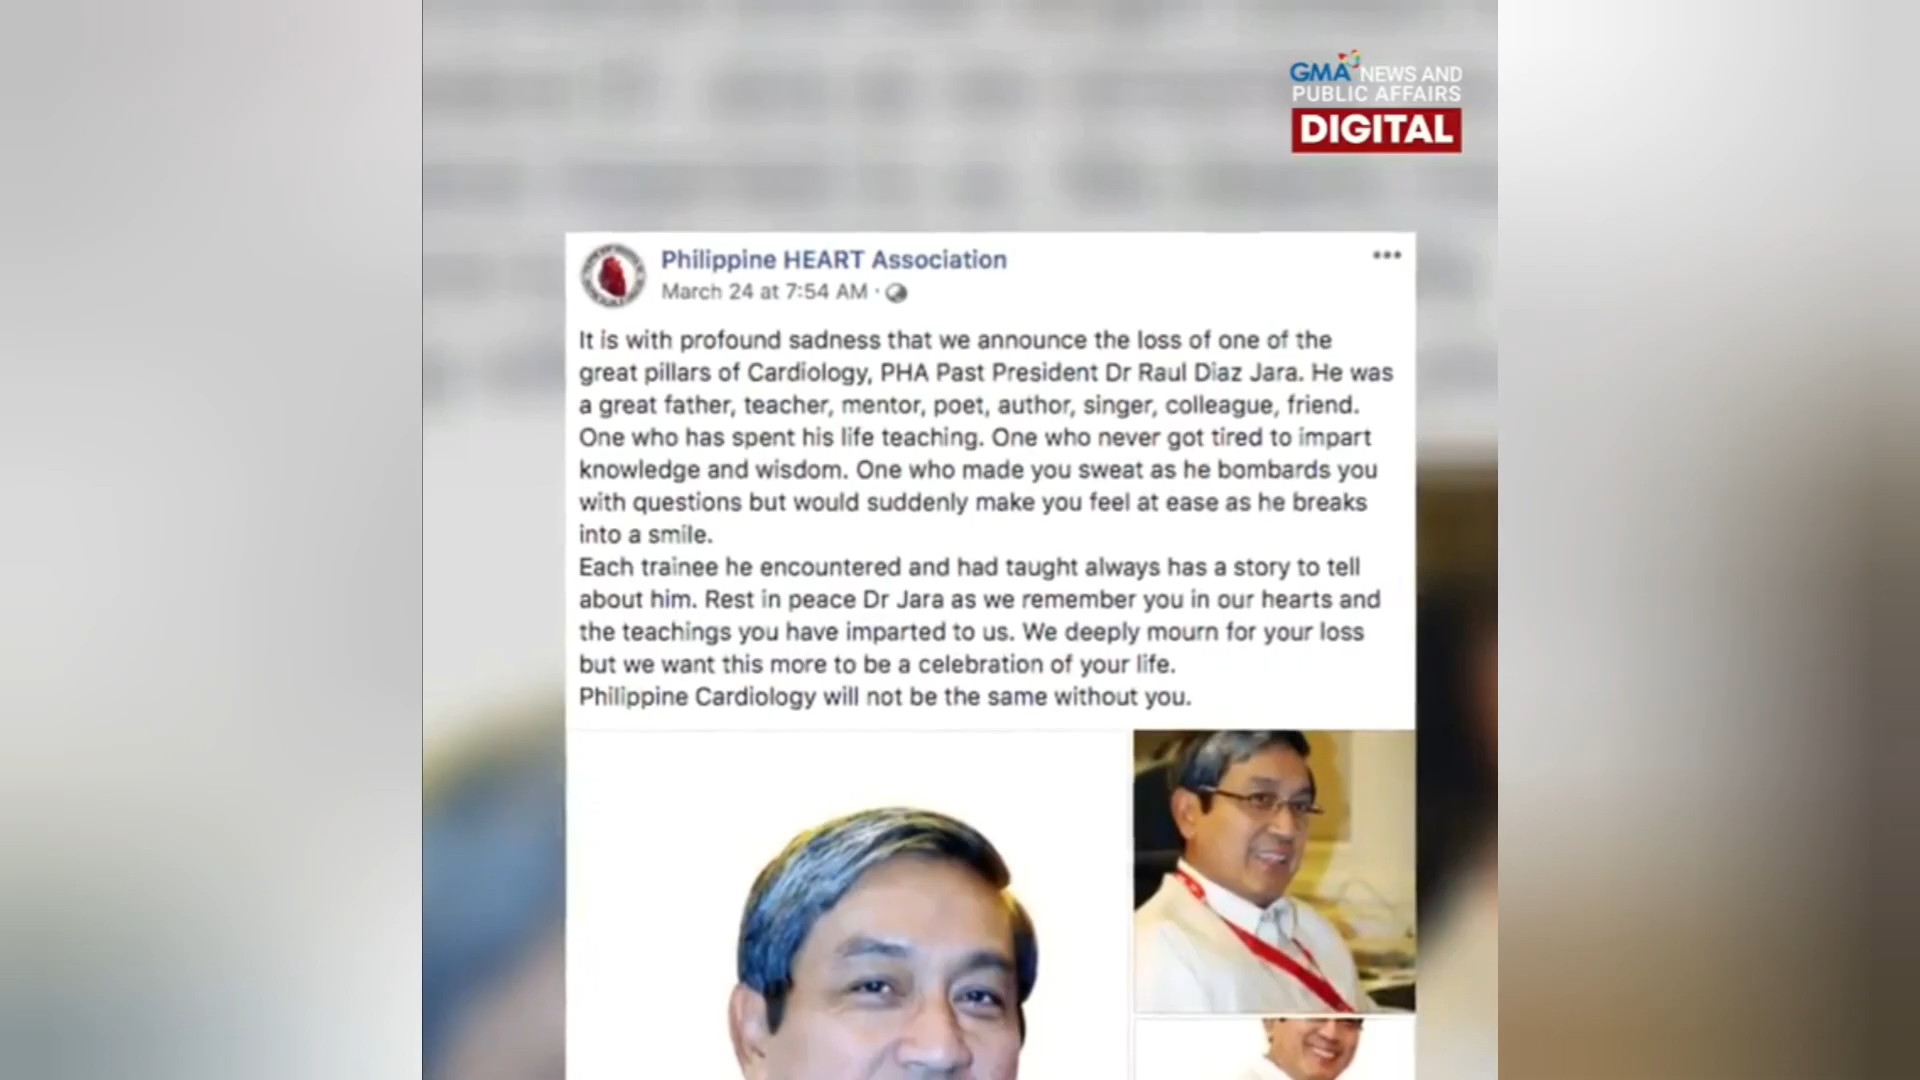 GMA NEWS AND
PUBLIC AFFAIRS
DIGITAL
Philippine HEART Association
March 24 at 7:54 AM ·
It is with profound sadness that we announce the loss of one of the
great pillars of Cardiology, PHA Past President Dr Raul Diaz Jara. He was
a great father, teacher, mentor, poet, author, singer, colleague, friend.
One who has spent his life teaching. One who never got tired to impart
knowledge and wisdom. One who made you sweat as he bombards you
with questions but would suddenly make you feel at ease as he breaks
into a smile.
Each trainee he encountered and had taught always has a story to tell
about him. Rest in peace Dr Jara as we remember you in our hearts and
the teachings you have imparted to us. We deeply mourn for your loss
but we want this more to be a celebration of your life.
Philippine Cardiology will not be the same without you.